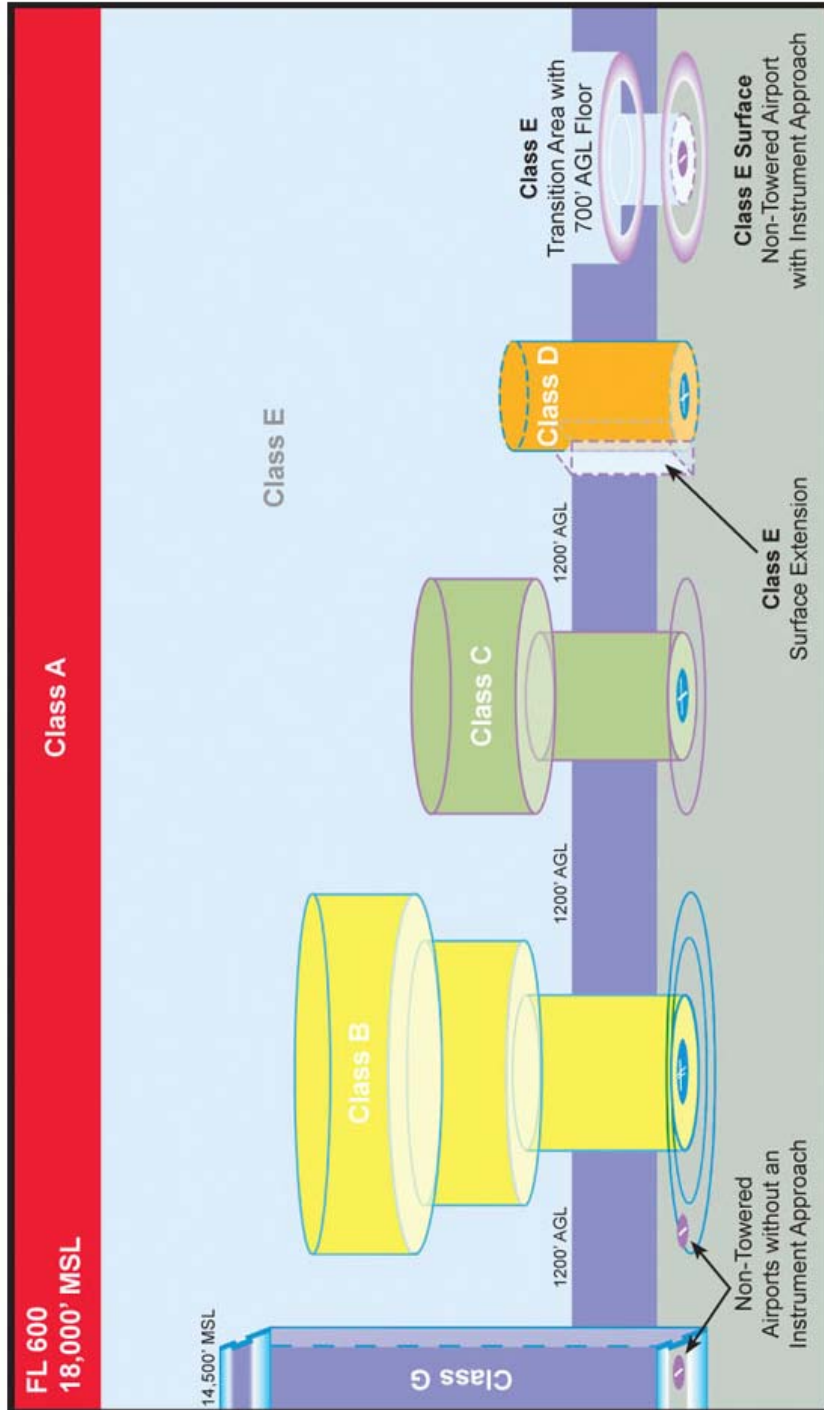 FL 600
18,000' MSL
Class A
14,500' MSL
Class G
1200' AGL
Class B
1200' AGL
Class C
Class E
1200' AGL
Class D
Class E
Transition Area with
700' AGL Floor
Non-Towered
Airports without an
Instrument Approach
Class E
Surface Extension
Class E Surface
Non-Towered Airport
with Instrument Approach